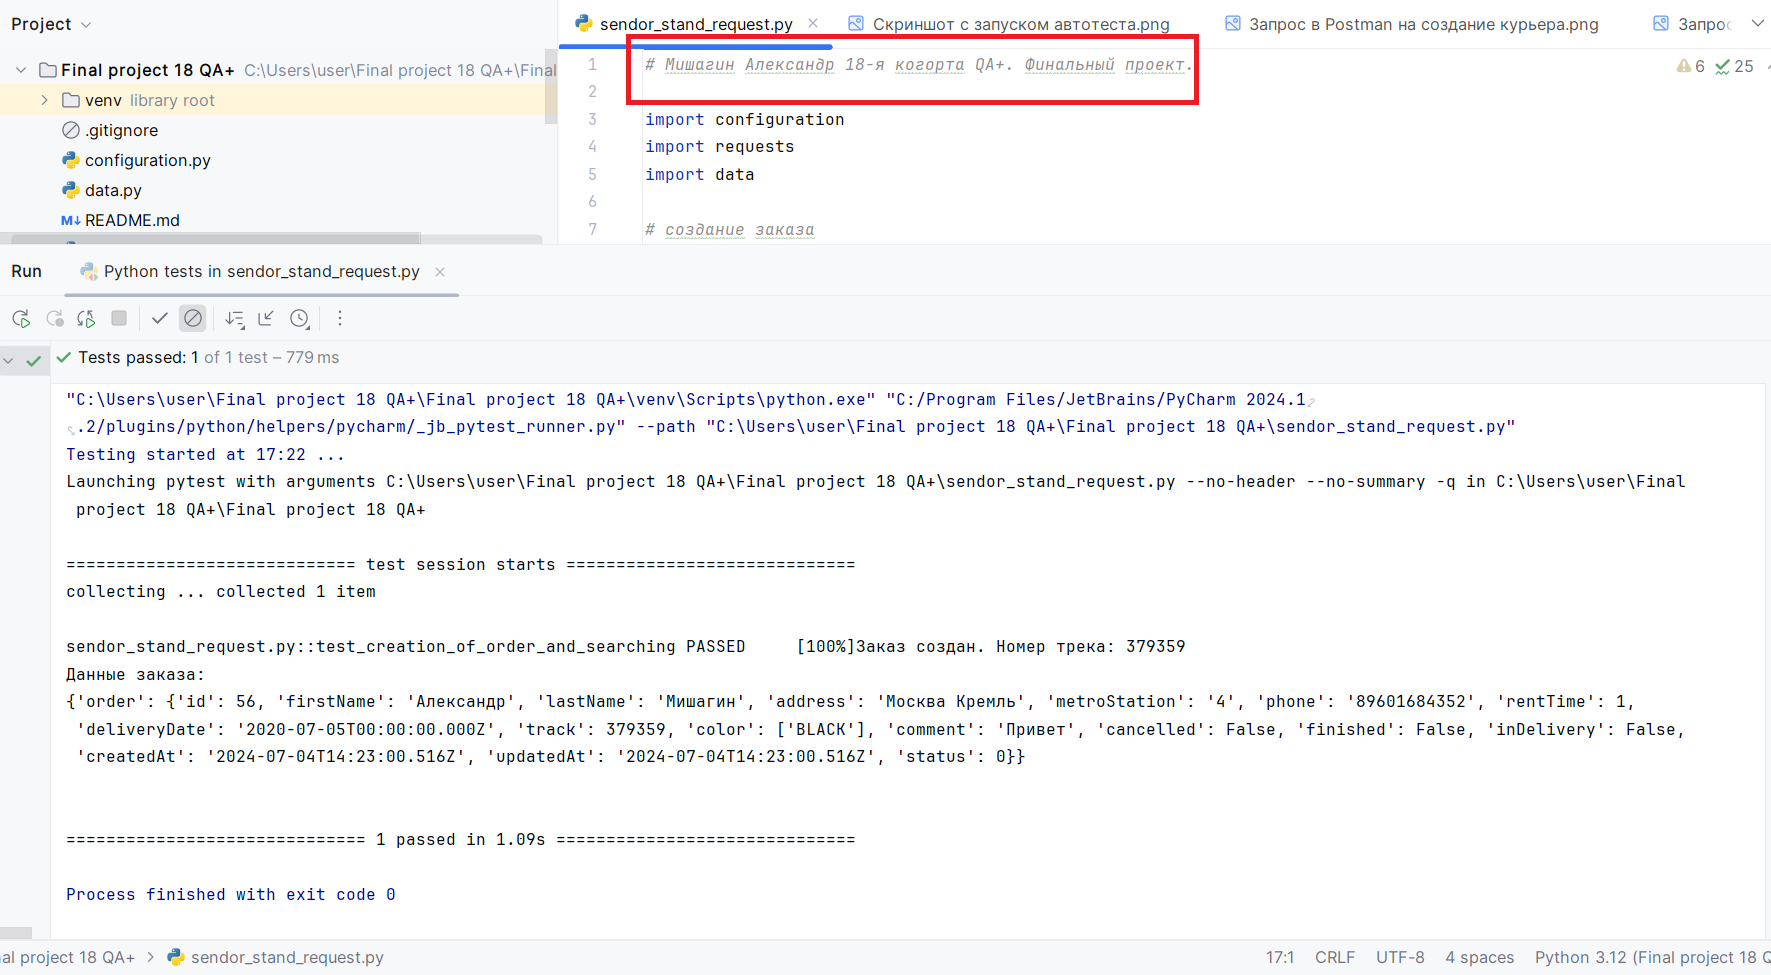 Project
sendor_stand_request.py
Скриншот с запуском автотеста.png
Запрос в Postman на создание курьера.png
Final project 18 QA+ C:\Users\user\Final project 18 QA+\Final
venv library root
.gitignore
configuration.py
data.py
README.md
1 # Мишагин Александр 18-я когорта QA+. Финальный проект.
2
3 import configuration
4 import requests
5 import data
6
7 # создание заказа
6 25
Run Python tests in sendor_stand_request.py
Tests passed: 1 of 1 test – 779 ms
"C:\Users\user\Final project 18 QA+\Final project 18 QA+\venv\Scripts\python.exe" "C:/Program Files/JetBrains/PyCharm 2024.1
.2/plugins/python/helpers/pycharm/_jb_pytest_runner.py" --path "C:\Users\user\Final project 18 QA+\Final project 18 QA+\sendor_stand_request.py"
Testing started at 17:22 ...
Launching pytest with arguments C:\Users\user\Final project 18 QA+\Final project 18 QA+\sendor_stand_request.py --no-header --no-summary -q in C:\Users\user\Final
project 18 QA+\Final project 18 QA+
============================= test session starts =============================
collecting ... collected 1 item
sendor_stand_request.py::test_creation_of_order_and_searching PASSED [100%]Заказ создан. Номер трека: 379359
Данные заказа:
{'order': {'id': 56, 'firstName': 'Александр', 'lastName': 'Мишагин', 'address': 'Москва Кремль', 'metroStation': '4', 'phone': '89601684352', 'rentTime': 1,
'deliveryDate': '2020-07-05T00:00:00.000Z', 'track': 379359, 'color': ['BLACK'], 'comment': 'Привет', 'cancelled': False, 'finished': False, 'inDelivery': False,
'createdAt': '2024-07-04T14:23:00.516Z', 'updatedAt': '2024-07-04T14:23:00.516Z', 'status': 0}}
============================== 1 passed in 1.09s ==============================
Process finished with exit code 0
al project 18 QA+ > sendor_stand_request.py
17:1 CRLF UTF-8 4 spaces Python 3.12 (Final project 18